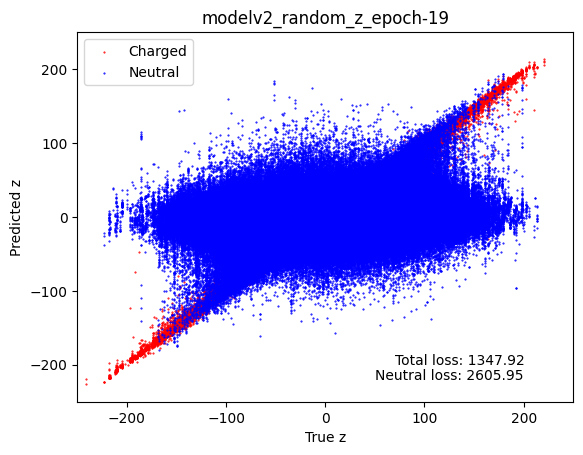 modelv2_random_z_epoch-19
Charged
Neutral
Predicted z
200
100
0
−100
−200
Total loss: 1347.92
Neutral loss: 2605.95
−200
−100
0
100
200
True z